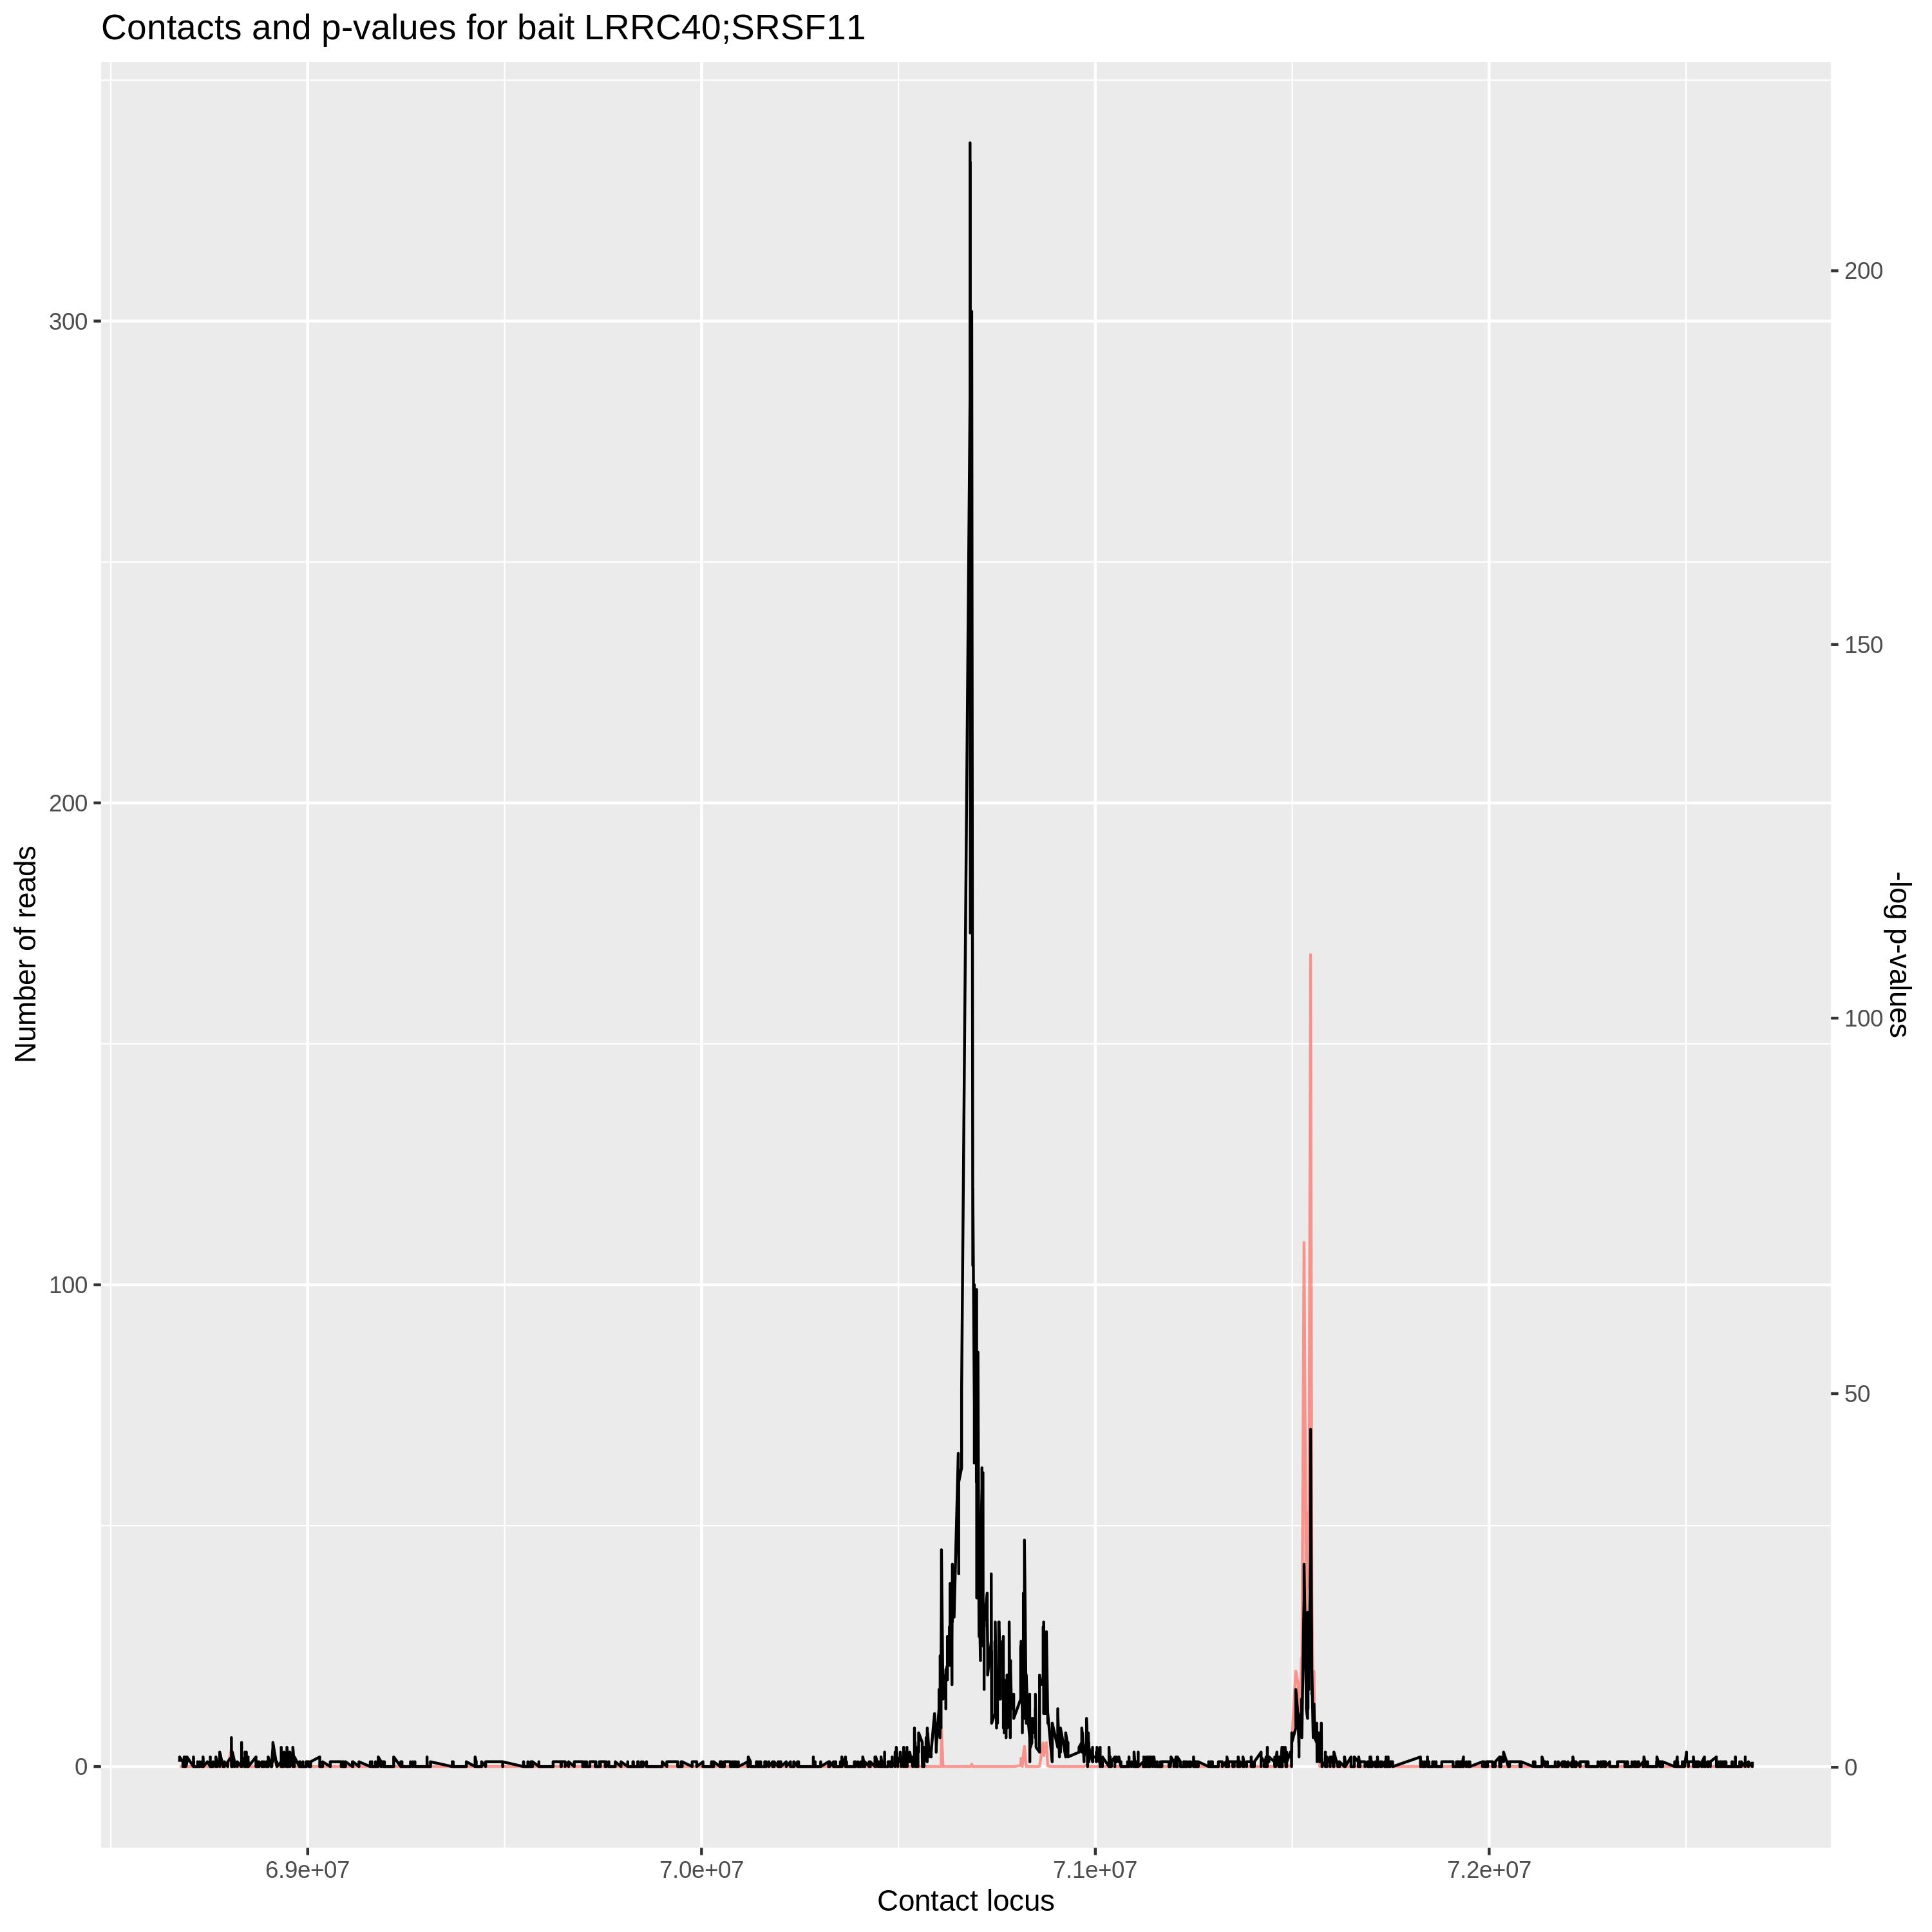 Contacts and p-values for bait LRRC40;SRSF11
300
200
100
0
Number of reads
200
150
100
50
0
-log p-values
6.9e+07 7.0e+07 7.1e+07 7.2e+07
Contact locus